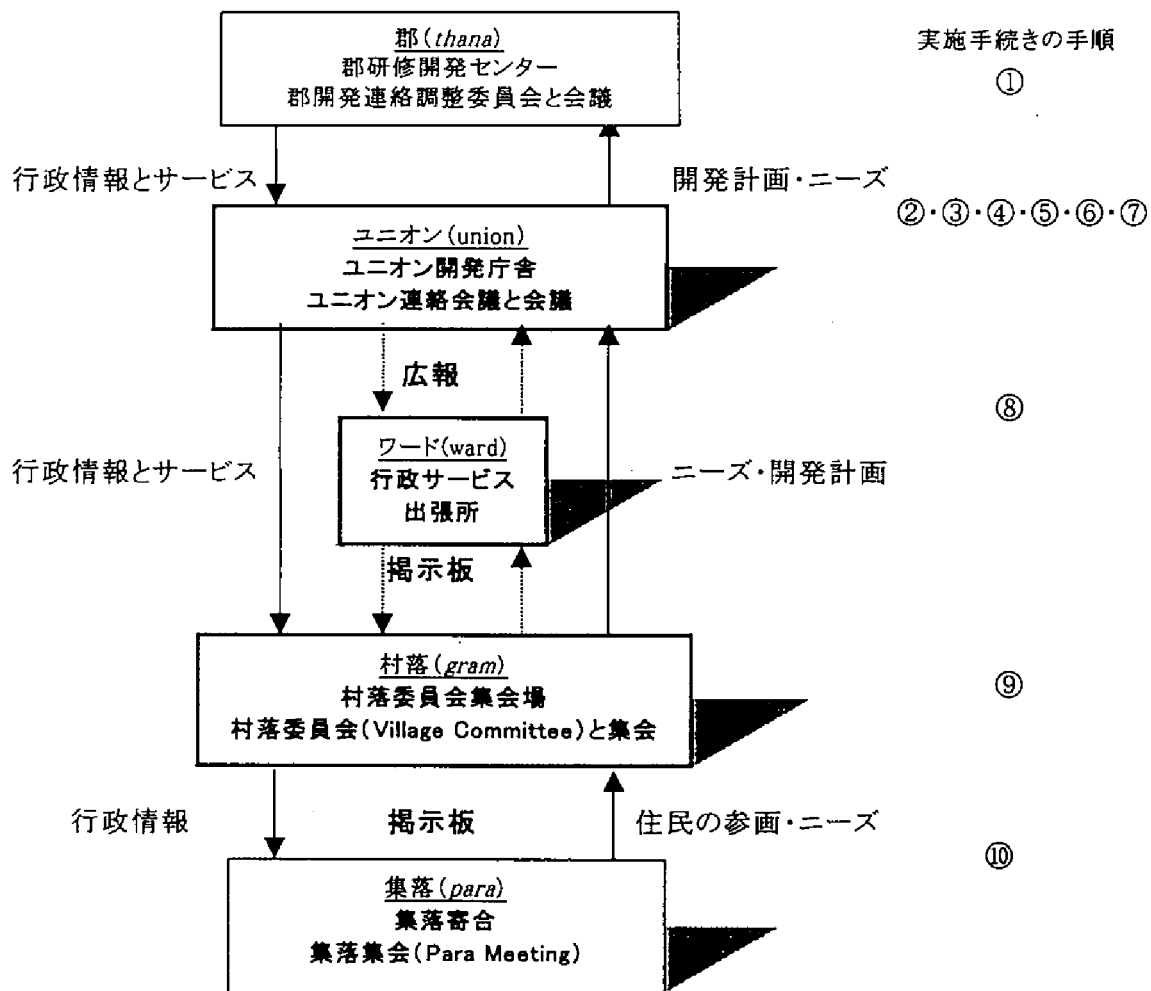 郡(thana)
郡研修開発センター
郡開発連絡調整委員会と会議
実施手続きの手順
①
行政情報とサービス
開発計画・ニーズ
②・③・④・⑤・⑥・⑦
ユニオン(union)
ユニオン開発庁舎
ユニオン連絡会議と会議
広報
⑧
ワード(ward)
行政サービス
出張所
行政情報とサービス
ニーズ・開発計画
掲示板
村落(gram)
村落委員会集会場
村落委員会(Village Committee)と集会
⑨
行政情報
掲示板
住民の参画・ニーズ
⑩
集落(para)
集落寄合
集落集会(Para Meeting)